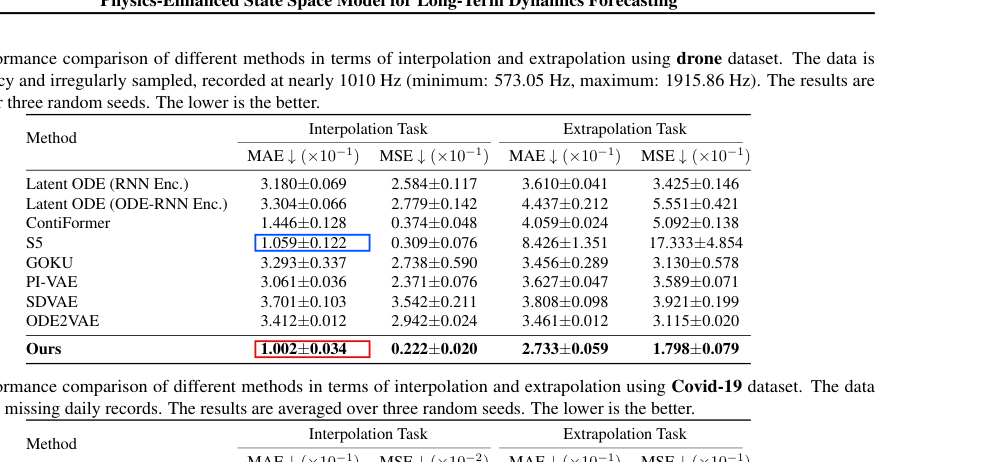 Physics-Enhanced State Space Model for Long-Term Dynamics Forecasting
ormance comparison of different methods in terms of interpolation and extrapolation using drone dataset. The data is
cy and irregularly sampled, recorded at nearly 1010 Hz (minimum: 573.05 Hz, maximum: 1915.86 Hz). The results are
r three random seeds. The lower is the better.
Method Interpolation Task Extrapolation Task
MAE ↓ (×10⁻¹) MSE ↓ (×10⁻¹) MAE ↓ (×10⁻¹) MSE ↓ (×10⁻¹)
Latent ODE (RNN Enc.) 3.180±0.069 2.584±0.117 3.610±0.041 3.425±0.146
Latent ODE (ODE-RNN Enc.) 3.304±0.066 2.779±0.142 4.437±0.212 5.551±0.421
ContiFormer 1.446±0.128 0.374±0.048 4.059±0.024 5.092±0.138
S5 1.059±0.122 0.309±0.076 8.426±1.351 17.333±4.854
GOKU 3.293±0.337 2.738±0.590 3.456±0.289 3.130±0.578
PI-VAE 3.061±0.036 2.371±0.076 3.627±0.047 3.589±0.071
SDVAE 3.701±0.103 3.542±0.211 3.808±0.098 3.921±0.199
ODE2VAE 3.412±0.012 2.942±0.024 3.461±0.012 3.115±0.020
Ours 1.002±0.034 0.222±0.020 2.733±0.059 1.798±0.079
ormance comparison of different methods in terms of interpolation and extrapolation using Covid-19 dataset. The data
missing daily records. The results are averaged over three random seeds. The lower is the better.
Method Interpolation Task Extrapolation Task
MAE ↓ (×10⁻¹) MSE ↓ (×10⁻²) MAE ↓ (×10⁻¹) MSE ↓ (×10⁻¹)